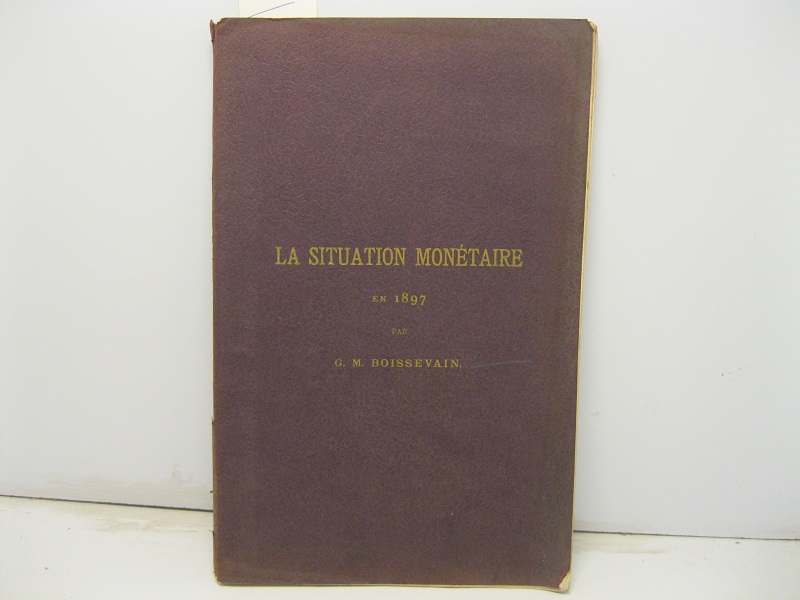 LA SITUATION MONÉTAIRE
EN 1897
PAR
G. M. BOISSEVAIN.